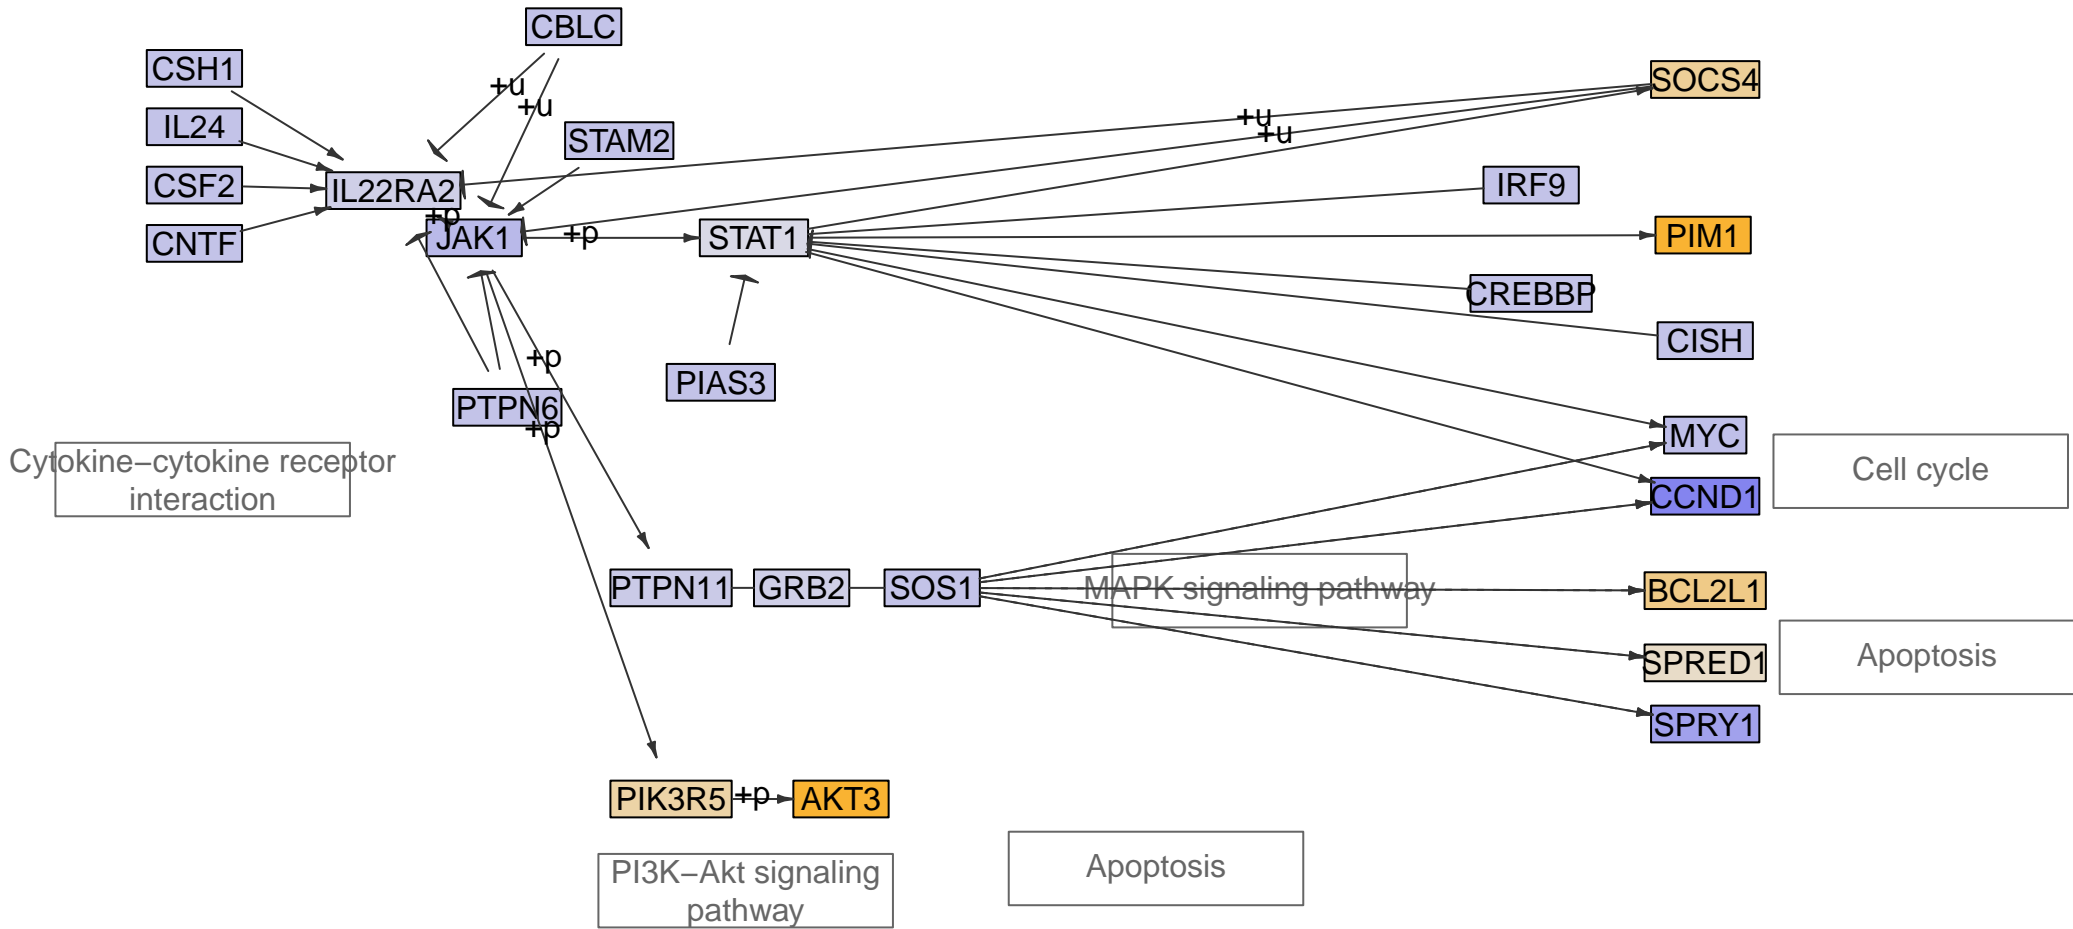 CBLC
CSH1
SOCS4
+u
+u
+u
+u
IL24
STAM2
CSF2
IL22RA2
IRF9
+p
CNTF
JAK1
+p
STAT1
PIM1
CREBBP
CISH
+p
PIAS3
PTPN6
+p
MYC
Cytokine−cytokine receptor
interaction
Cell cycle
CCND1
PTPN11
GRB2
SOS1
MAPK signaling pathway
BCL2L1
SPRED1
Apoptosis
SPRY1
PIK3R5
+p
AKT3
PI3K−Akt signaling
pathway
Apoptosis